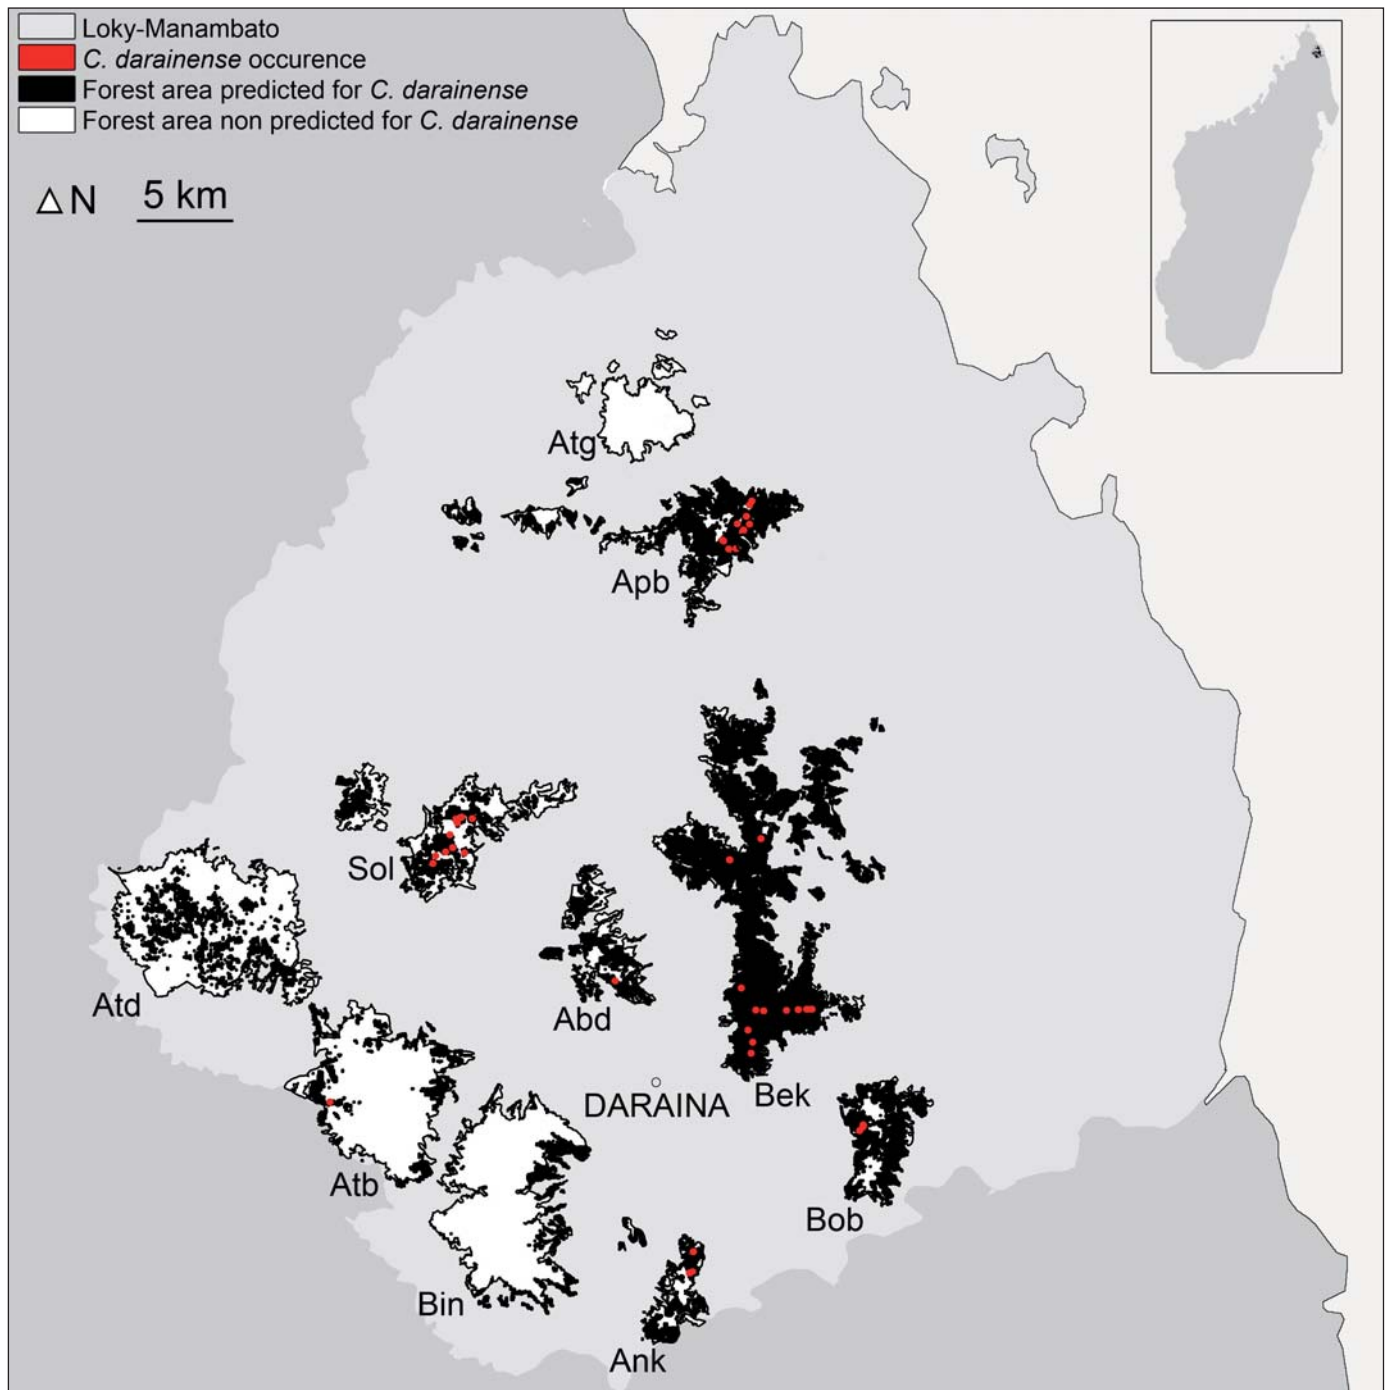 Loky-Manambato
C. darainense occurence
Forest area predicted for C. darainense
Forest area non predicted for C. darainense
N 5 km
Atg
Apb
Sol
Atd
Abd
DARAINA
Bek
Atb
Bob
Bin
Ank